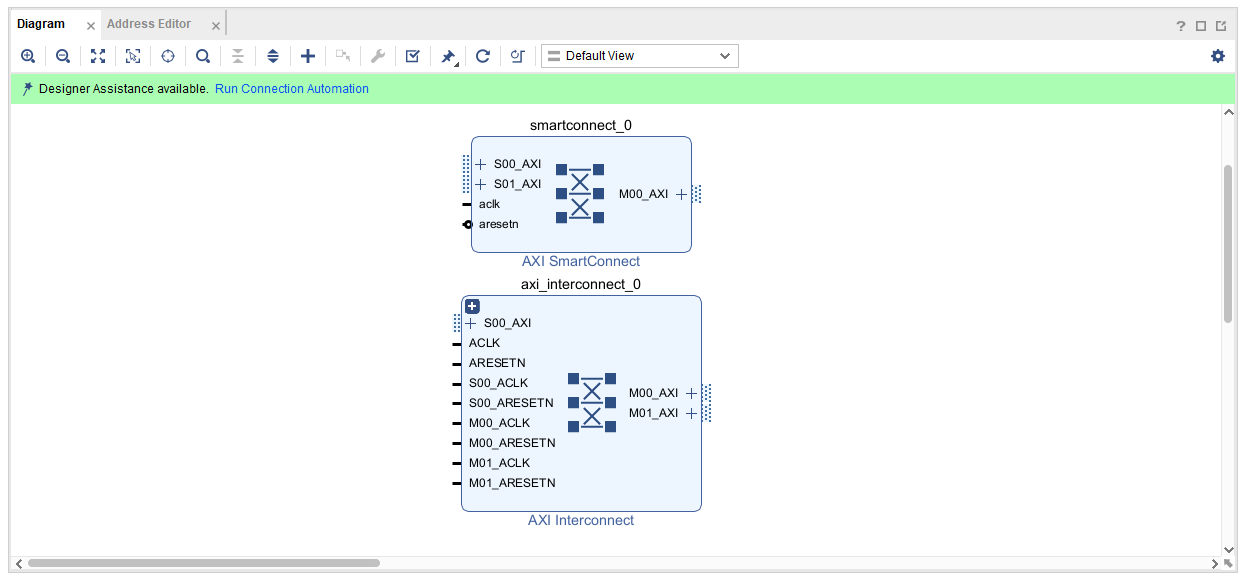 Diagram Address Editor
Default View
Designer Assistance available. Run Connection Automation
smartconnect_0
S00_AXI
S01_AXI
M00_AXI
aclk
aresetn
AXI SmartConnect
axi_interconnect_0
S00_AXI
ACLK
ARESETN
S00_ACLK
M00_AXI
S00_ARESETN
M01_AXI
M00_ACLK
M00_ARESETN
M01_ACLK
M01_ARESETN
AXI Interconnect